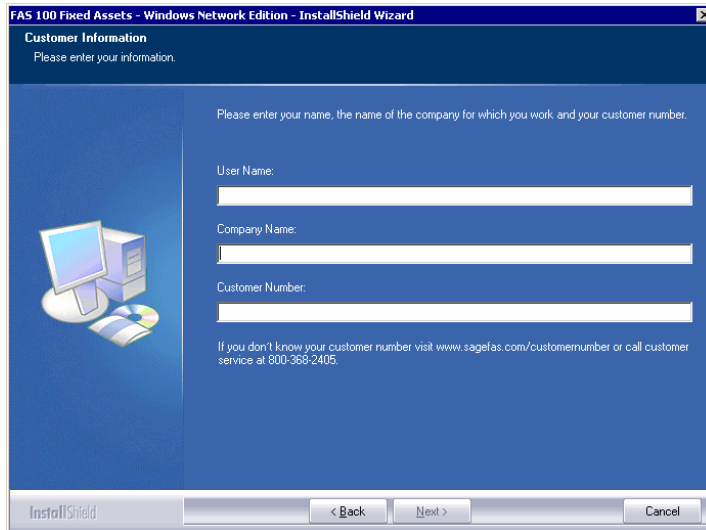 FAS 100 Fixed Assets - Windows Network Edition - InstallShield Wizard
Customer Information
Please enter your information.
Please enter your name, the name of the company for which you work and your customer number.
User Name:
Company Name:
Customer Number:
If you don't know your customer number visit www.sagefas.com/customernumber or call customer
service at 800-368-2405.
InstallShield
< Back
Next >
Cancel